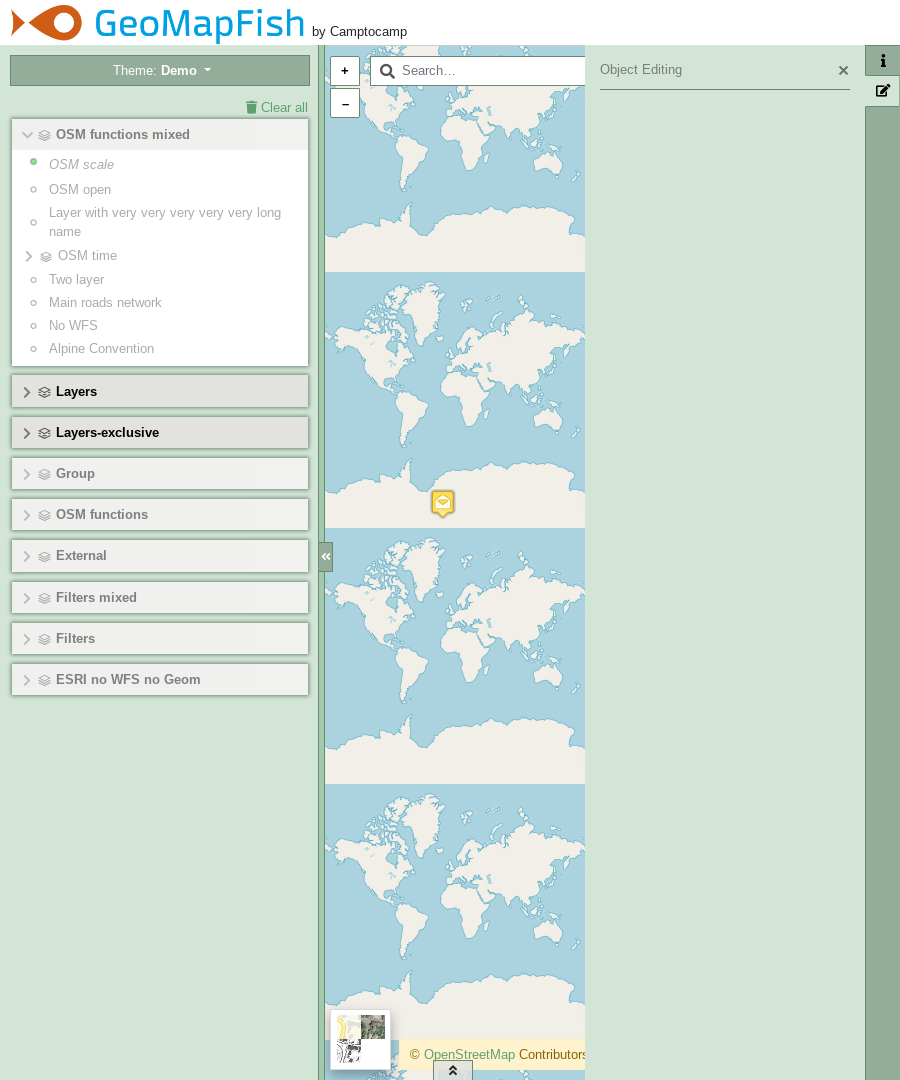 GeoMapFish by Camptocamp
Theme: Demo
Clear all
OSM functions mixed
OSM scale
OSM open
Layer with very very very very very long
name
OSM time
Two layer
Main roads network
No WFS
Alpine Convention
Layers
Layers-exclusive
Group
OSM functions
External
Filters mixed
Filters
ESRI no WFS no Geom
+
Search…
−
© OpenStreetMap Contributors
Object Editing